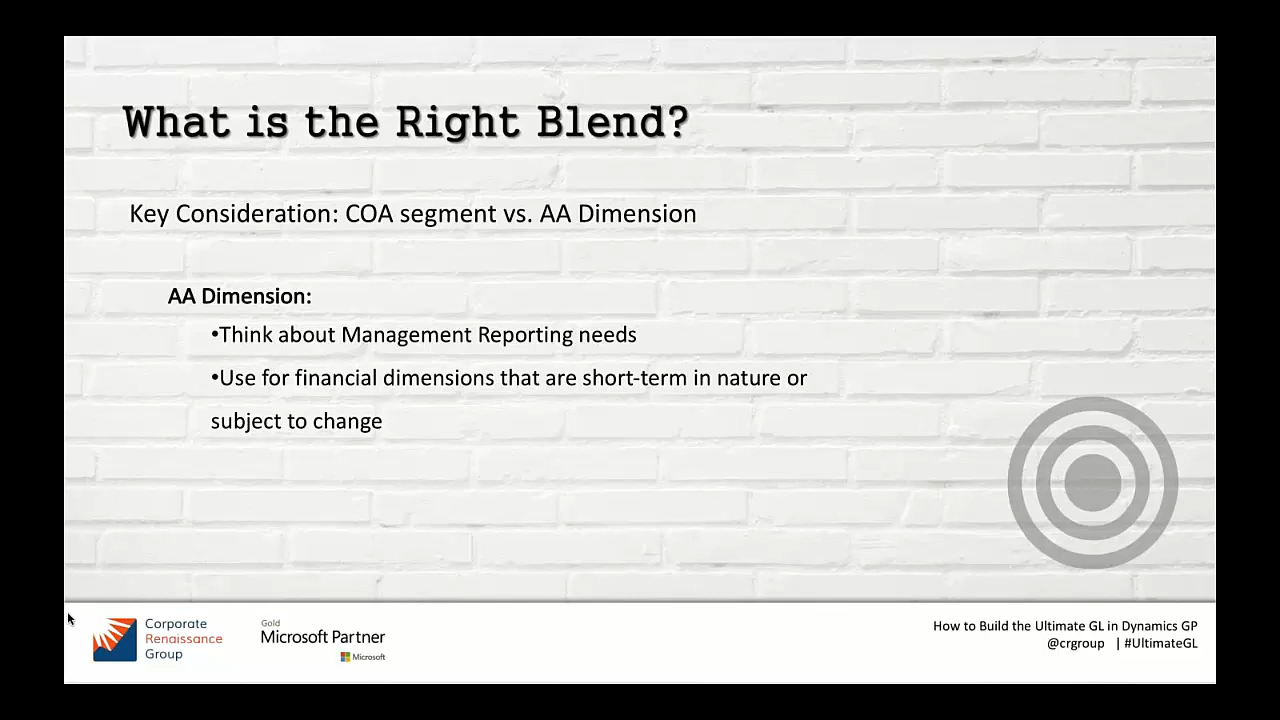 What is the Right Blend?
Key Consideration: COA segment vs. AA Dimension
AA Dimension:
•Think about Management Reporting needs
•Use for financial dimensions that are short-term in nature or
subject to change
Corporate
Renaissance
Group
Gold
Microsoft Partner
Microsoft
How to Build the Ultimate GL in Dynamics GP
@crgroup | #UltimateGL